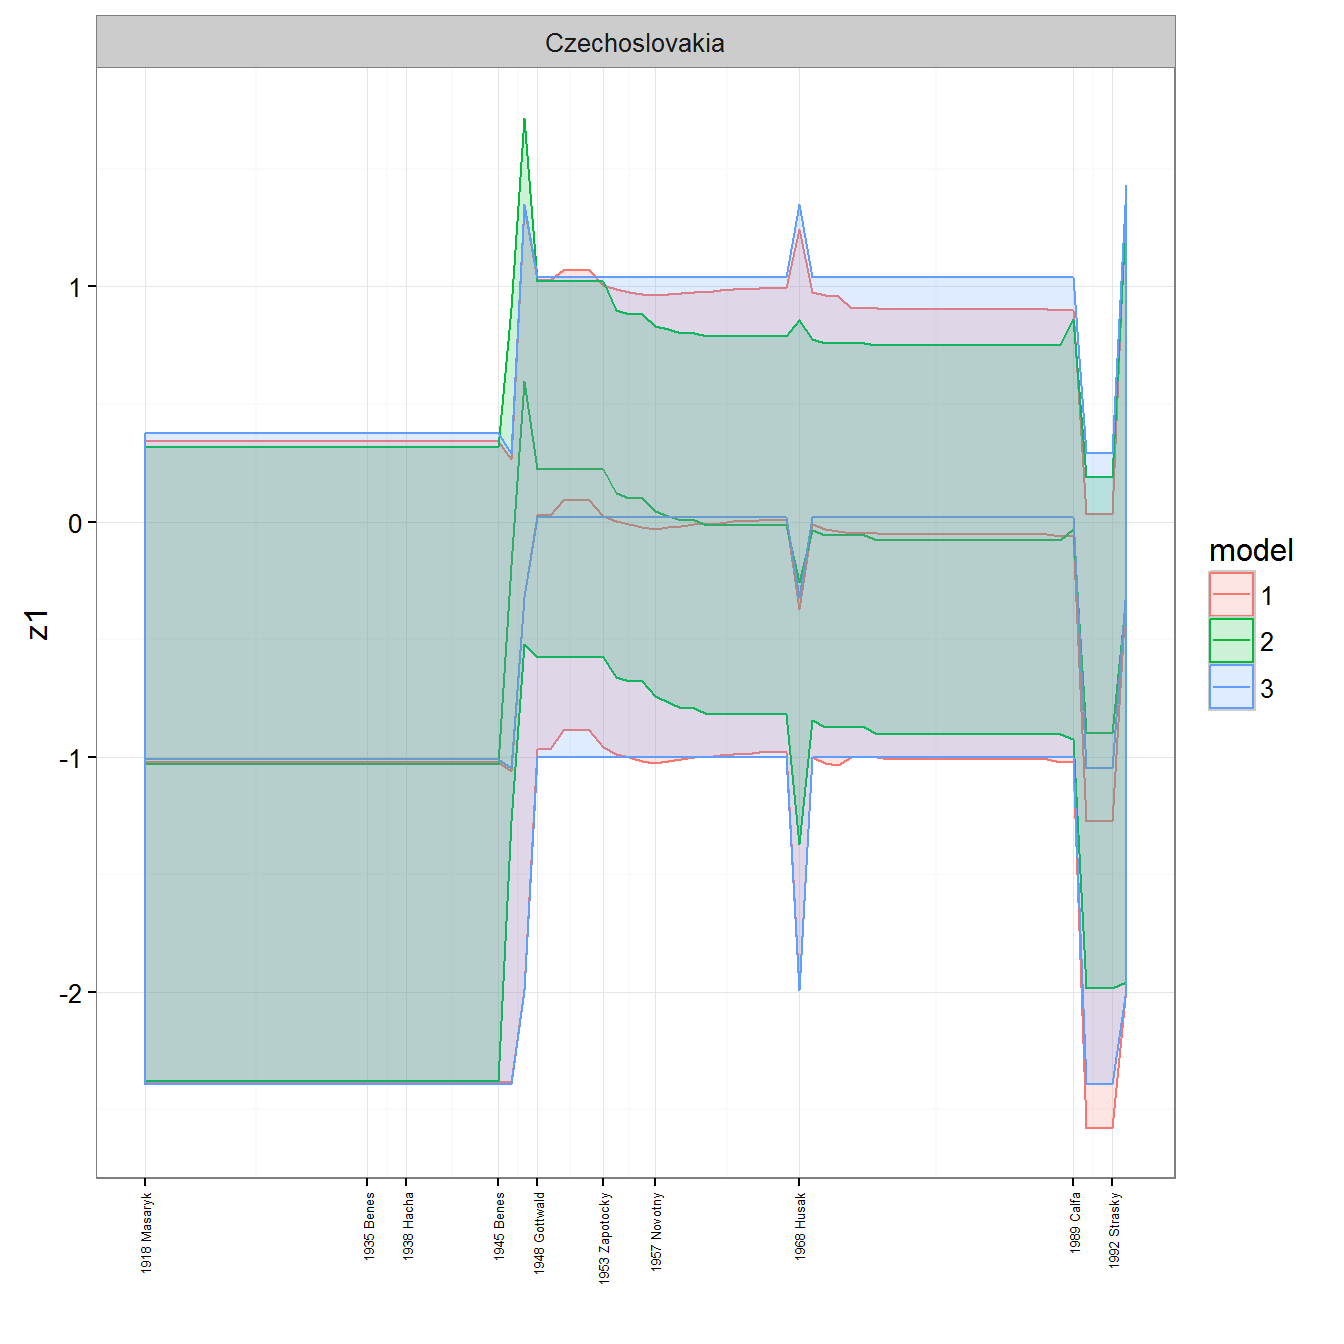 Czechoslovakia
z1
1
0
-1
-2
1918 Masaryk
1935 Benes
1938 Hacha
1945 Benes
1948 Gottwald
1953 Zapotocky
1957 Novotny
1968 Husak
1989 Calfa
1992 Strasky
model
1
2
3